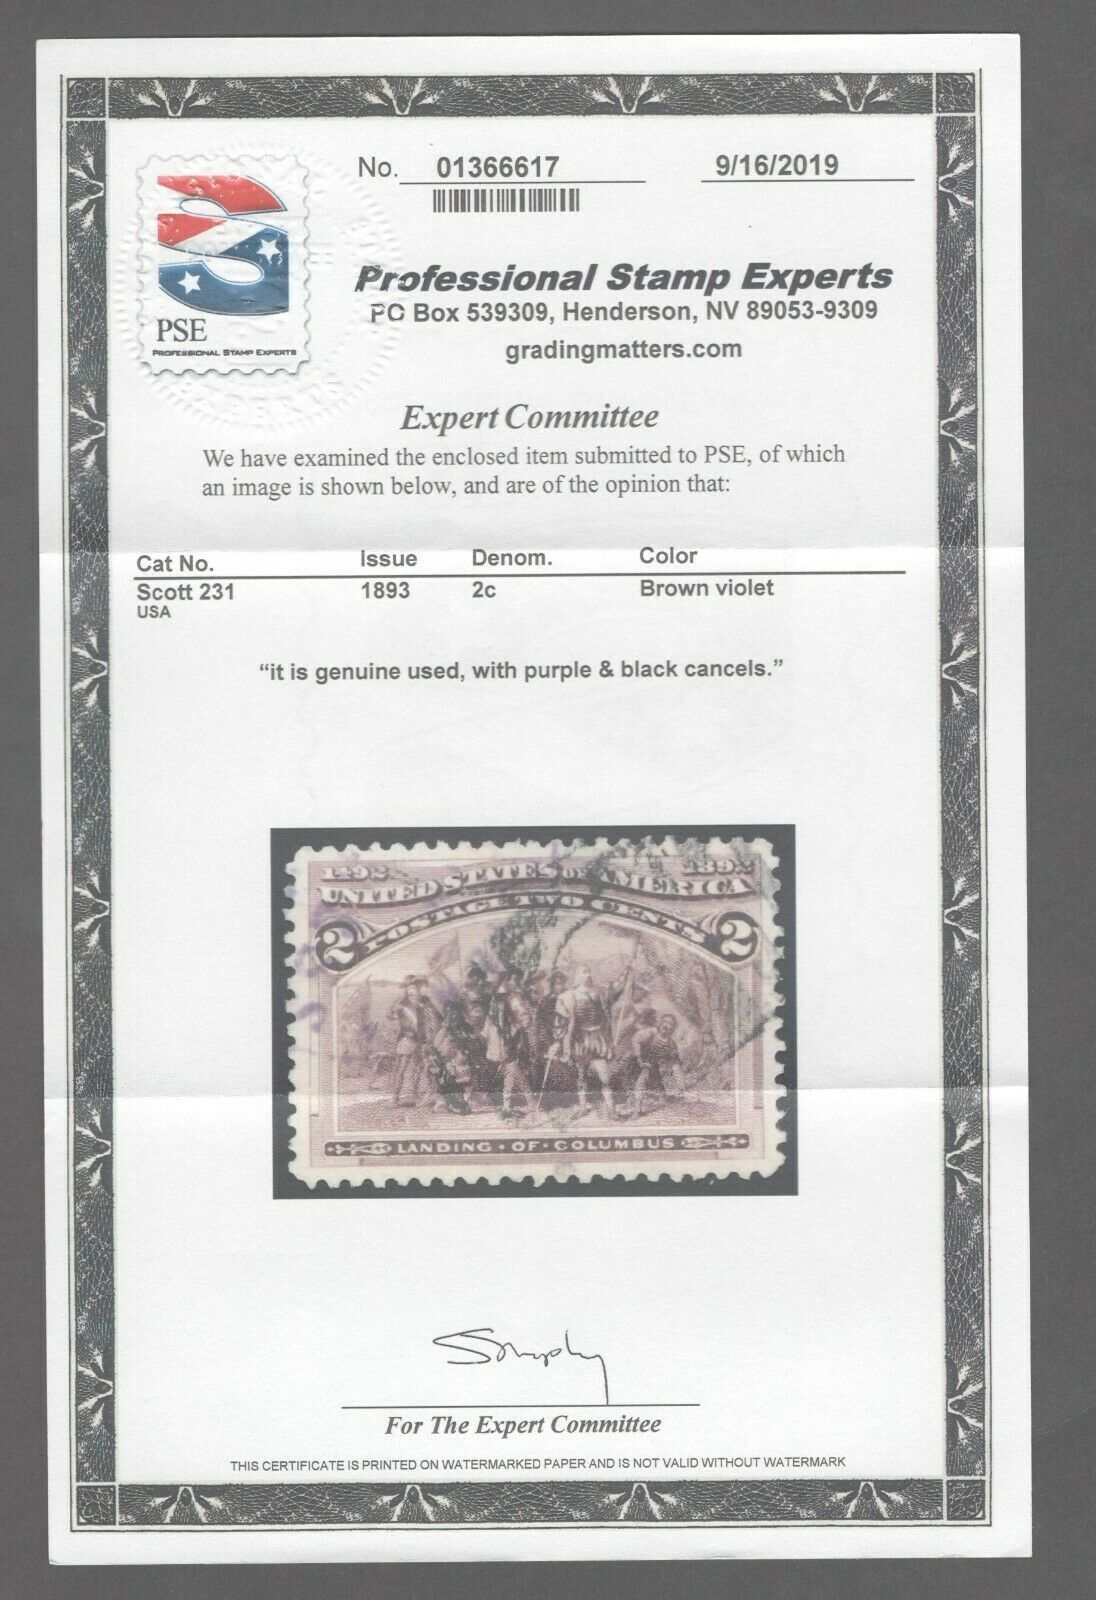 No. 01366617 9/16/2019
PSE
PROFESSIONAL STAMP EXPERTS
Professional Stamp Experts
PO Box 539309, Henderson, NV 89053-9309
gradingmatters.com
Expert Committee
We have examined the enclosed item submitted to PSE, of which
an image is shown below, and are of the opinion that:
Cat No. Issue Denom. Color
Scott 231 1893 2c Brown violet
USA
“it is genuine used, with purple & black cancels.”
1492 1892
UNITED STATES OF AMERICA
2 POSTAGE TWO CENTS 2
LANDING · OF · COLUMBUS
For The Expert Committee
THIS CERTIFICATE IS PRINTED ON WATERMARKED PAPER AND IS NOT VALID WITHOUT WATERMARK